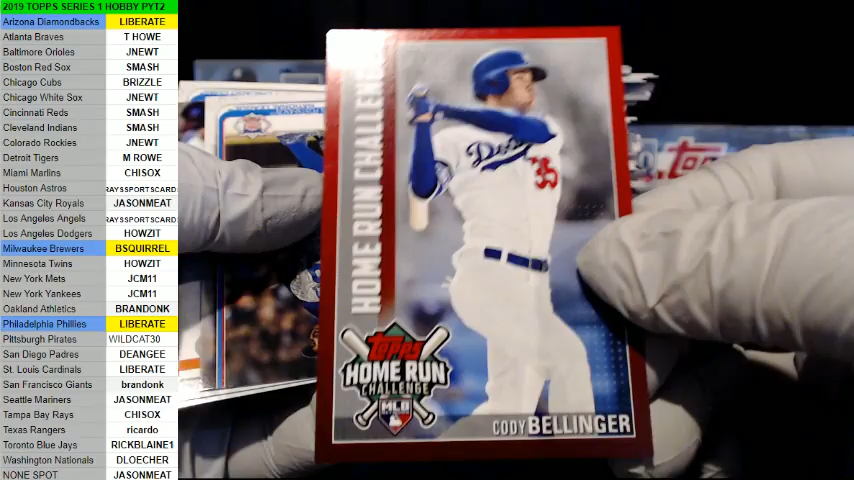 2019 TOPPS SERIES 1 HOBBY PYT2
Arizona Diamondbacks LIBERATE
Atlanta Braves T HOWE
Baltimore Orioles JNEWT
Boston Red Sox SMASH
Chicago Cubs BRIZZLE
Chicago White Sox JNEWT
Cincinnati Reds SMASH
Cleveland Indians SMASH
Colorado Rockies JNEWT
Detroit Tigers M ROWE
Miami Marlins CHISOX
Houston Astros RAYSSPORTSCARD
Kansas City Royals JASONMEAT
Los Angeles Angels RAYSSPORTSCARD
Los Angeles Dodgers HOWZIT
Milwaukee Brewers BSQUIRREL
Minnesota Twins HOWZIT
New York Mets JCM11
New York Yankees JCM11
Oakland Athletics BRANDONK
Philadelphia Phillies LIBERATE
Pittsburgh Pirates WILDCAT30
San Diego Padres DEANGEE
St. Louis Cardinals LIBERATE
San Francisco Giants brandonk
Seattle Mariners JASONMEAT
Tampa Bay Rays CHISOX
Texas Rangers ricardo
Toronto Blue Jays RICKBLAINE1
Washington Nationals DLOECHER
NONE SPOT JASONMEAT
HOME RUN CHALLENGE
Dodgers
35
Topps
HOME RUN
CHALLENGE
MLB
CODY BELLINGER
Topps